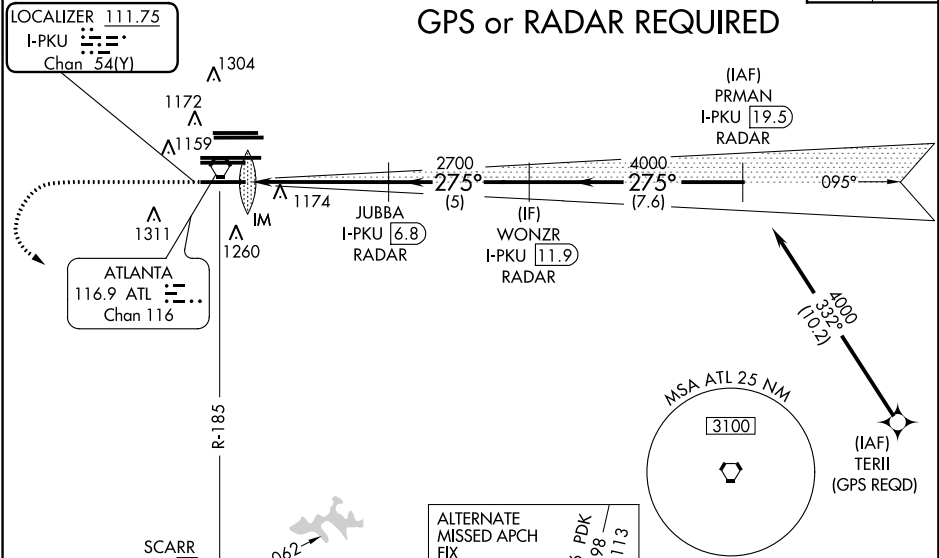 GPS or RADAR REQUIRED
LOCALIZER 111.75
I-PKU
Chan 54(Y)
1304
1172
1159
(IAF)
PRMAN
I-PKU 19.5
RADAR
2700
4000
275°
275°
095°
(5)
(7.6)
1174
IM
JUBBA
I-PKU 6.8
RADAR
(IF)
WONZR
I-PKU 11.9
RADAR
1311
1260
ATLANTA
116.9 ATL
Chan 116
4000
332°
(10.2)
R-185
MSA ATL 25 NM
3100
(IAF)
TERII
(GPS REQD)
SCARR
062
ALTERNATE
MISSED APCH
FIX
PDK
113